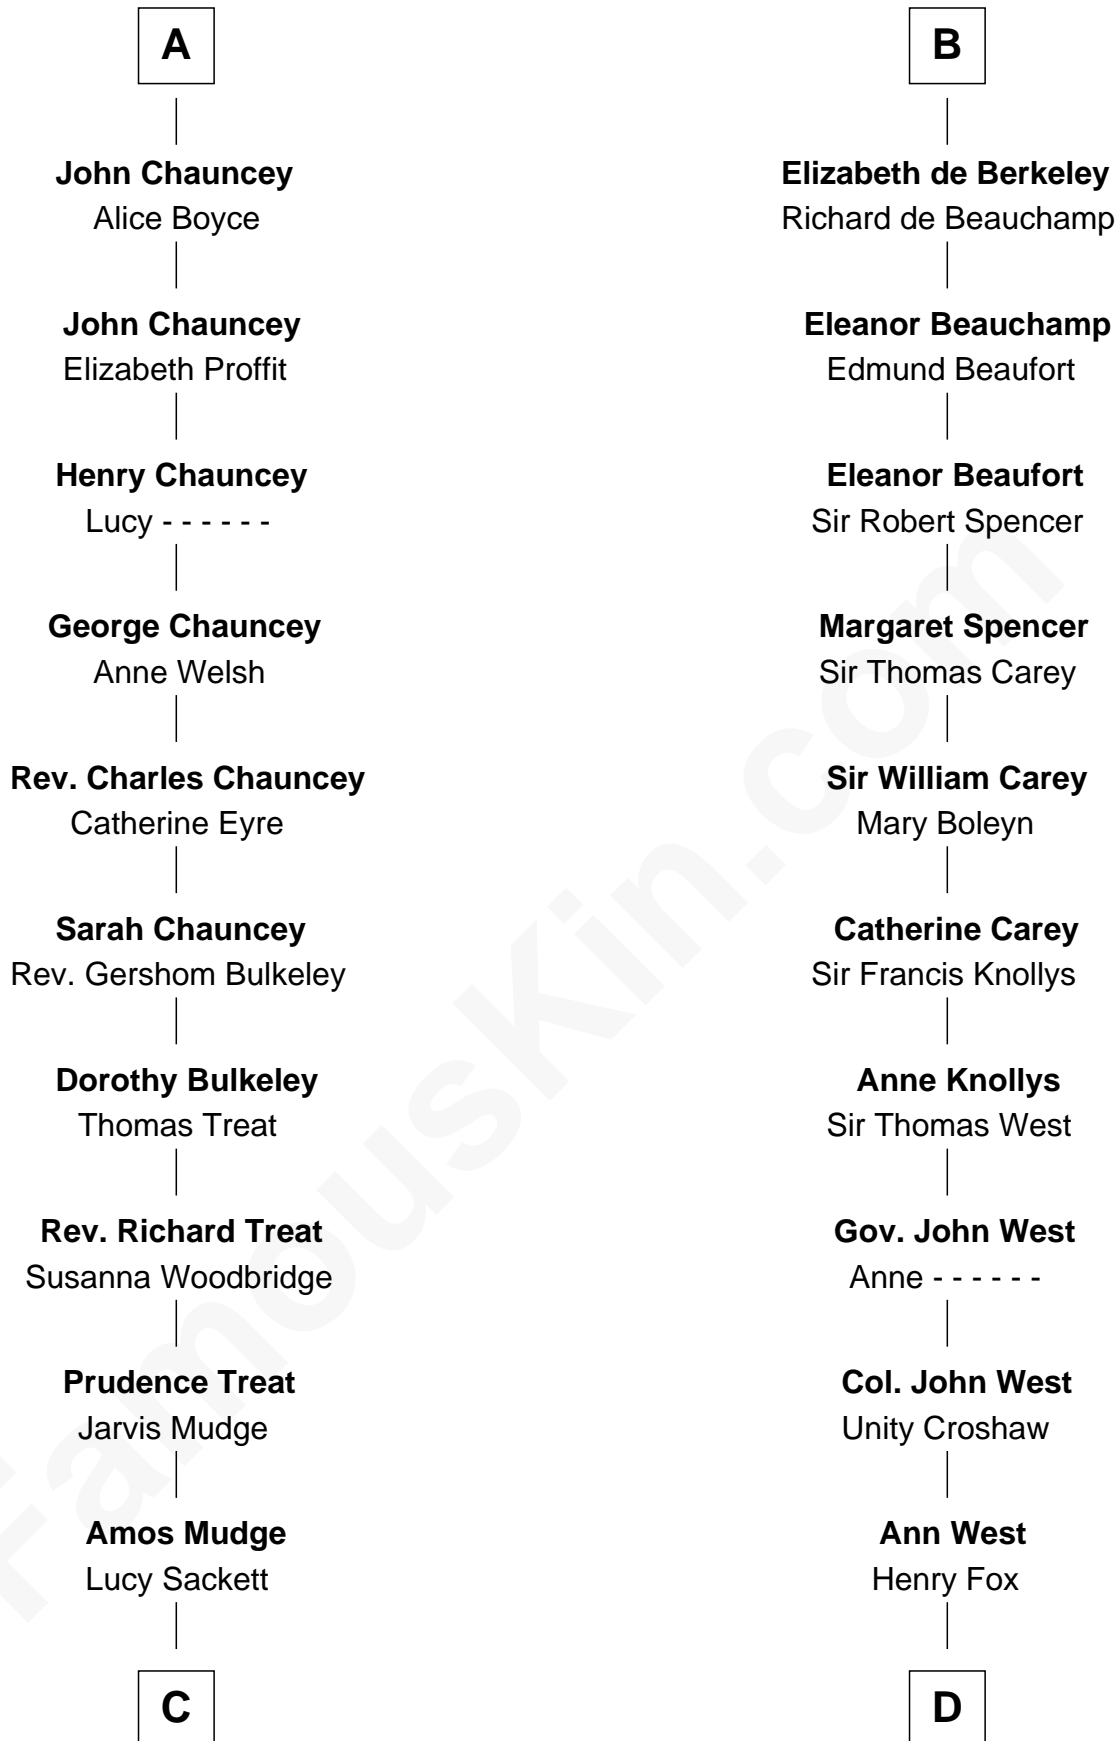 A
John Chauncey
Alice Boyce
John Chauncey
Elizabeth Proffit
Henry Chauncey
Lucy - - - - - -
George Chauncey
Anne Welsh
Rev. Charles Chauncey
Catherine Eyre
Sarah Chauncey
Rev. Gershom Bulkeley
Dorothy Bulkeley
Thomas Treat
Rev. Richard Treat
Susanna Woodbridge
Prudence Treat
Jarvis Mudge
Amos Mudge
Lucy Sackett
C
B
Elizabeth de Berkeley
Richard de Beauchamp
Eleanor Beauchamp
Edmund Beaufort
Eleanor Beaufort
Sir Robert Spencer
Margaret Spencer
Sir Thomas Carey
Sir William Carey
Mary Boleyn
Catherine Carey
Sir Francis Knollys
Anne Knollys
Sir Thomas West
Gov. John West
Anne - - - - - -
Col. John West
Unity Croshaw
Ann West
Henry Fox
D
FamousKin.com